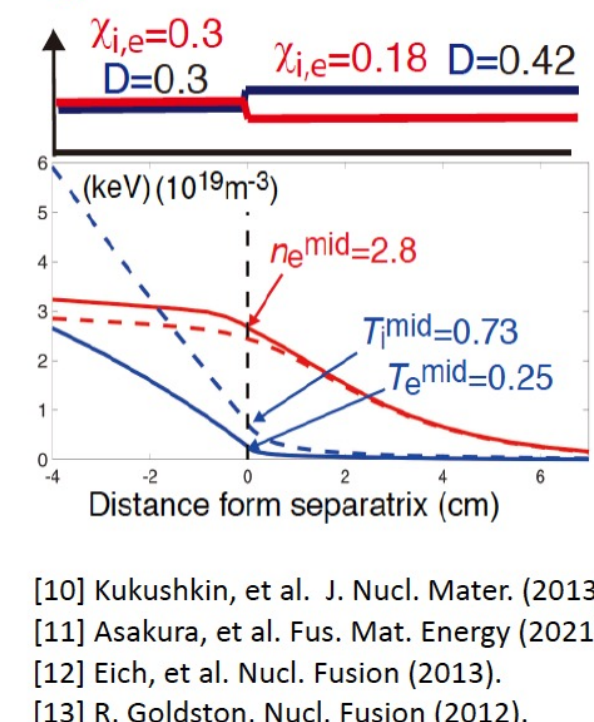 χi,e=0.3
D=0.3
χi,e=0.18 D=0.42
(keV) (10^19m^-3)
6
5
4
3
2
1
0
ne^mid=2.8
Ti^mid=0.73
Te^mid=0.25
-4 -2 0 2 4 6
Distance form separatrix (cm)
[10] Kukushkin, et al. J. Nucl. Mater. (2013
[11] Asakura, et al. Fus. Mat. Energy (2021
[12] Eich, et al. Nucl. Fusion (2013).
[13] R. Goldston. Nucl. Fusion (2012).